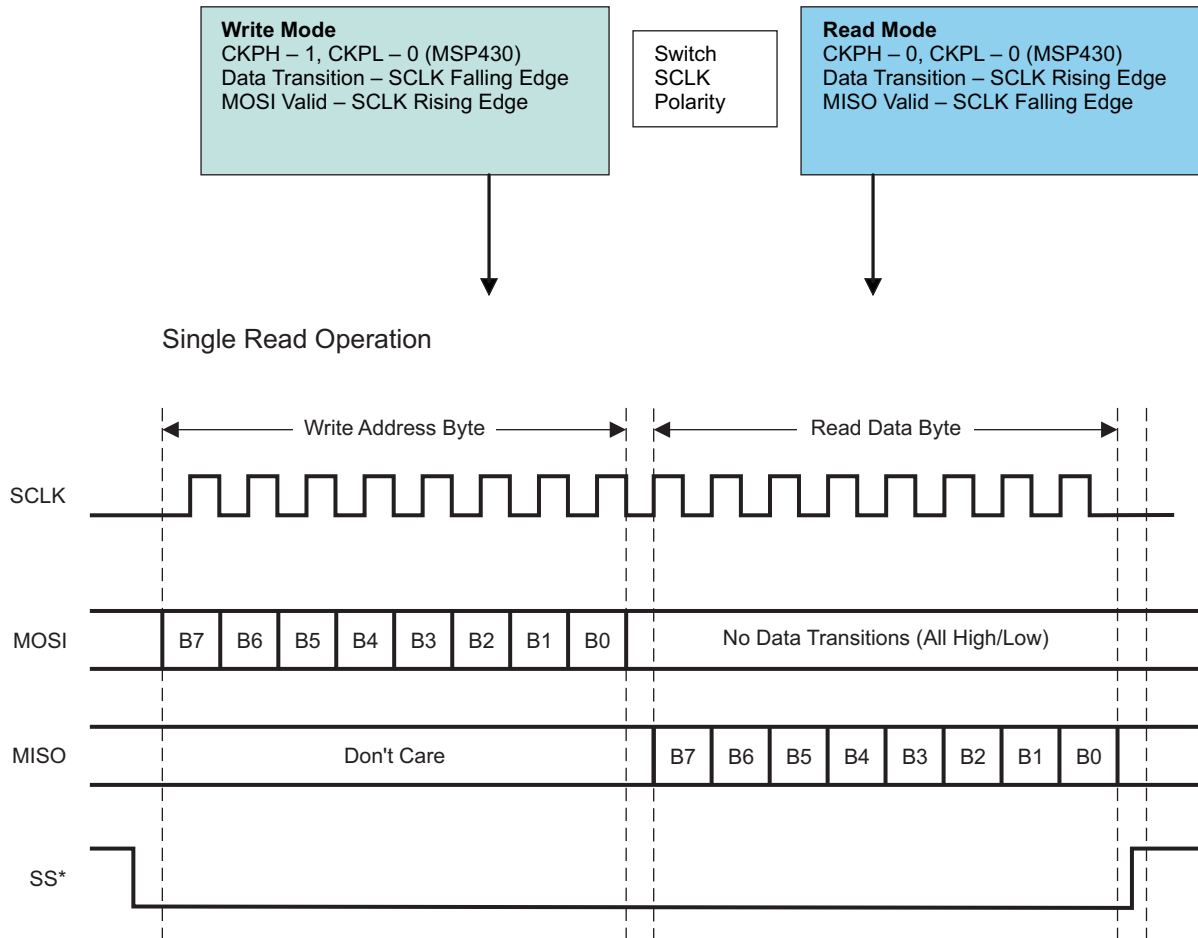 Write Mode
CKPH – 1, CKPL – 0 (MSP430)
Data Transition – SCLK Falling Edge
MOSI Valid – SCLK Rising Edge
Switch
SCLK
Polarity
Read Mode
CKPH – 0, CKPL – 0 (MSP430)
Data Transition – SCLK Rising Edge
MISO Valid – SCLK Falling Edge
Single Read Operation
Write Address Byte
Read Data Byte
SCLK
MOSI
B7 B6 B5 B4 B3 B2 B1 B0
No Data Transitions (All High/Low)
MISO
Don't Care
B7 B6 B5 B4 B3 B2 B1 B0
SS*